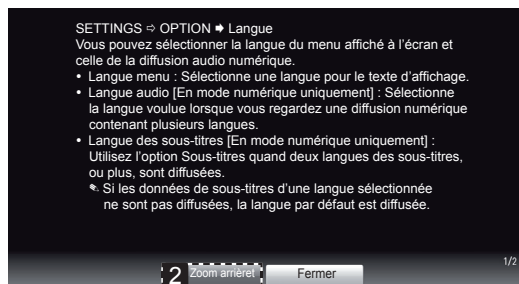 SETTINGS ⇨ OPTION ➡ Langue
Vous pouvez sélectionner la langue du menu affiché à l'écran et
celle de la diffusion audio numérique.
• Langue menu : Sélectionne une langue pour le texte d'affichage.
• Langue audio [En mode numérique uniquement] : Sélectionne
la langue voulue lorsque vous regardez une diffusion numérique
contenant plusieurs langues.
• Langue des sous-titres [En mode numérique uniquement] :
Utilisez l'option Sous-titres quand deux langues des sous-titres,
ou plus, sont diffusées.
✎ Si les données de sous-titres d'une langue sélectionnée
ne sont pas diffusées, la langue par défaut est diffusée.
1/2
2 Zoom arriéret Fermer